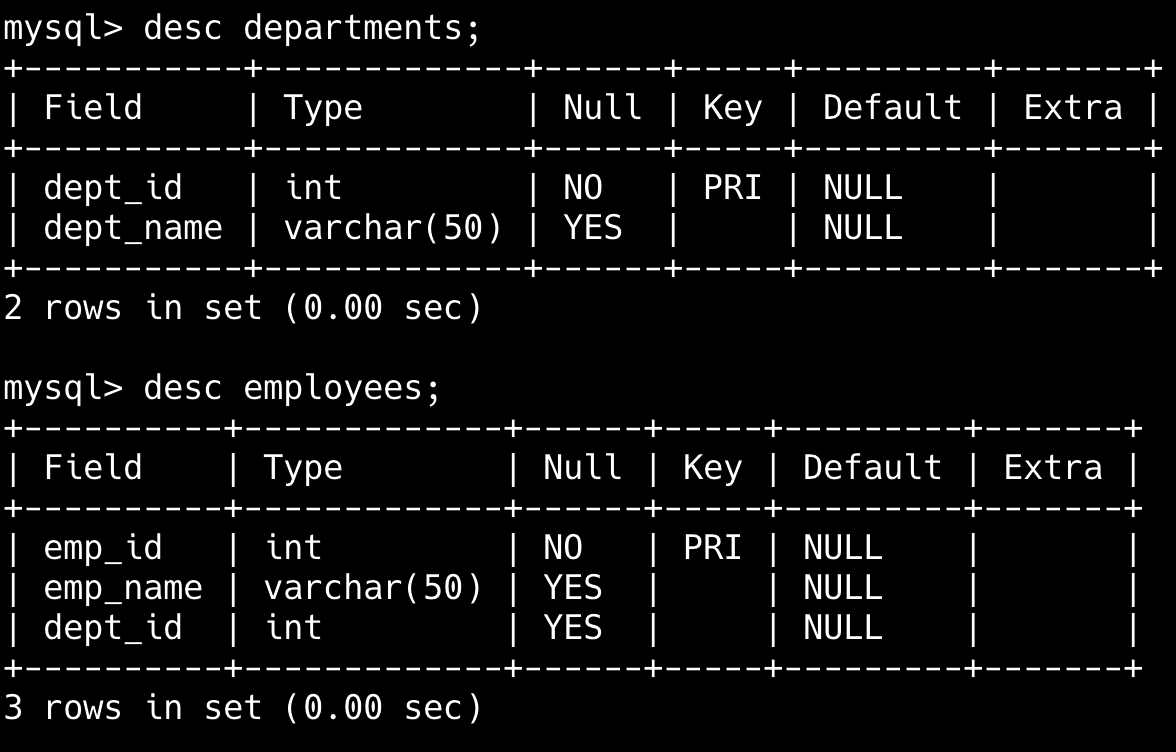 mysql> desc departments;
+-----------+-------------+------+-----+---------+-------+
| Field     | Type        | Null | Key | Default | Extra |
+-----------+-------------+------+-----+---------+-------+
| dept_id   | int         | NO   | PRI | NULL    |       |
| dept_name | varchar(50) | YES  |     | NULL    |       |
+-----------+-------------+------+-----+---------+-------+
2 rows in set (0.00 sec)

mysql> desc employees;
+----------+-------------+------+-----+---------+-------+
| Field    | Type        | Null | Key | Default | Extra |
+----------+-------------+------+-----+---------+-------+
| emp_id   | int         | NO   | PRI | NULL    |       |
| emp_name | varchar(50) | YES  |     | NULL    |       |
| dept_id  | int         | YES  |     | NULL    |       |
+----------+-------------+------+-----+---------+-------+
3 rows in set (0.00 sec)